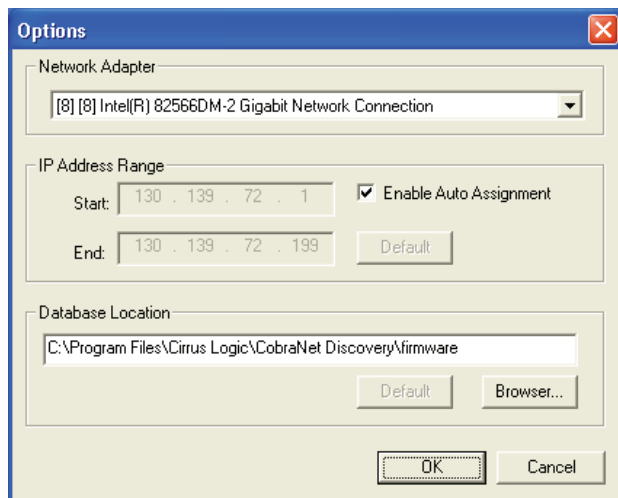 Options
Network Adapter
[8] [8] Intel(R) 82566DM-2 Gigabit Network Connection
IP Address Range
Start: 130 . 139 . 72 . 1
Enable Auto Assignment
End: 130 . 139 . 72 . 199
Default
Database Location
C:\Program Files\Cirrus Logic\CobraNet Discovery\firmware
Default Browser...
OK Cancel